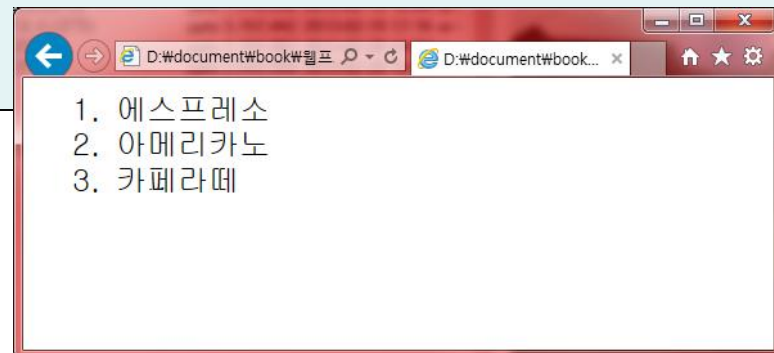 D:₩document₩book₩웹프
D:₩document₩book...
1. 에스프레소
2. 아메리카노
3. 카페라떼